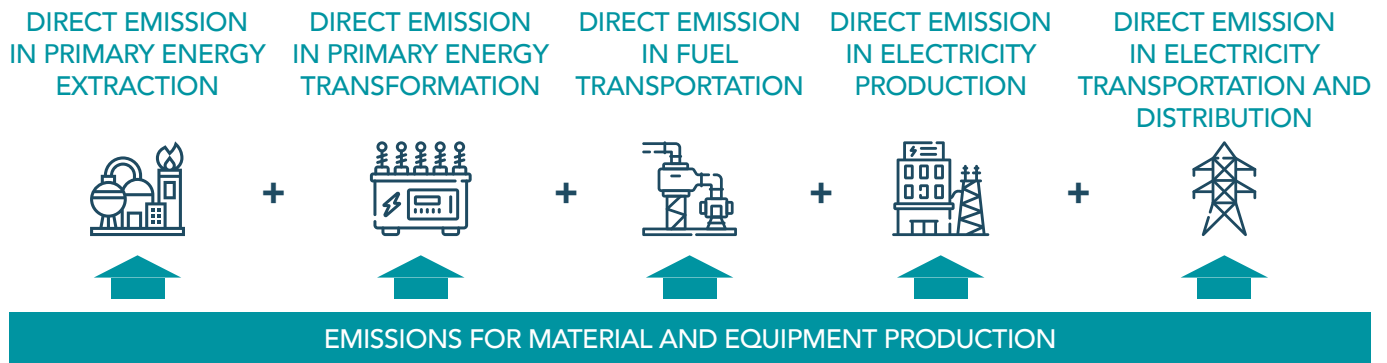 DIRECT EMISSION
IN PRIMARY ENERGY
EXTRACTION
DIRECT EMISSION
IN PRIMARY ENERGY
TRANSFORMATION
DIRECT EMISSION
IN FUEL
TRANSPORTATION
DIRECT EMISSION
IN ELECTRICITY
PRODUCTION
DIRECT EMISSION
IN ELECTRICITY
TRANSPORTATION AND
DISTRIBUTION
+
+
+
+
EMISSIONS FOR MATERIAL AND EQUIPMENT PRODUCTION